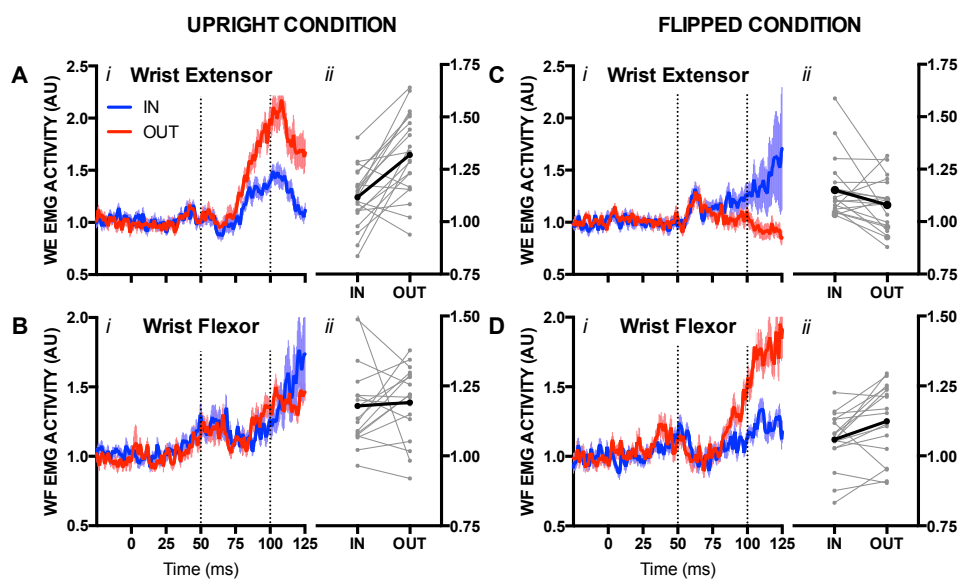 UPRIGHT CONDITION
FLIPPED CONDITION
A
i
Wrist Extensor
ii
WE EMG ACTIVITY (AU)
2.5
2.0
1.5
1.0
0.5
IN
OUT
1.75
1.50
1.25
1.00
0.75
IN
OUT
C
i
Wrist Extensor
ii
WE EMG ACTIVITY (AU)
2.5
2.0
1.5
1.0
0.5
1.75
1.50
1.25
1.00
0.75
IN
OUT
B
i
Wrist Flexor
ii
WF EMG ACTIVITY (AU)
2.0
1.5
1.0
0.5
0 25 50 75 100 125
Time (ms)
1.50
1.25
1.00
0.75
IN
OUT
D
i
Wrist Flexor
ii
WF EMG ACTIVITY (AU)
2.0
1.5
1.0
0.5
0 25 50 75 100 125
Time (ms)
1.50
1.25
1.00
0.75
IN
OUT